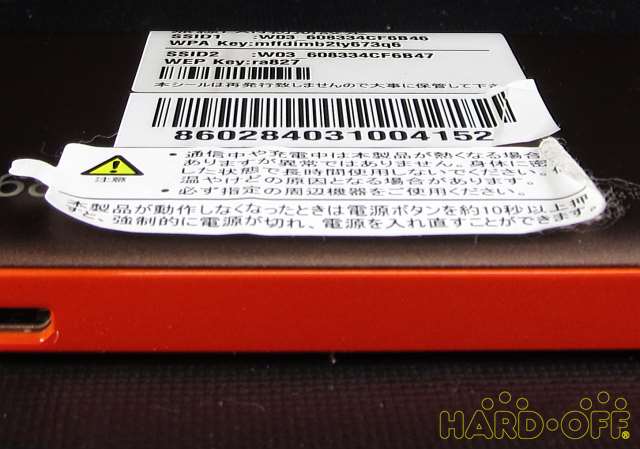 SSID1 :W03_608334CF6B46
WPA Key:mffdimb2ty673q6
SSID2 :W03_608334CF6B47
WEP Key:ra827
本シールは再発行致しませんので大事に保管して下さ
860284031004152
注意
・通信中や充電中は本製品が熱くなる場合
ありますが異常ではありません。身体に密
した状態で長時間使用しないでください。低
温やけどの原因となる場合があります。
・必ず指定の周辺機器をご使用ください。
本製品が動作しなくなったときは電源ボタンを約10秒以上押
すと、強制的に電源が切れ、電源を入れ直すことができます。
HARD・OFF